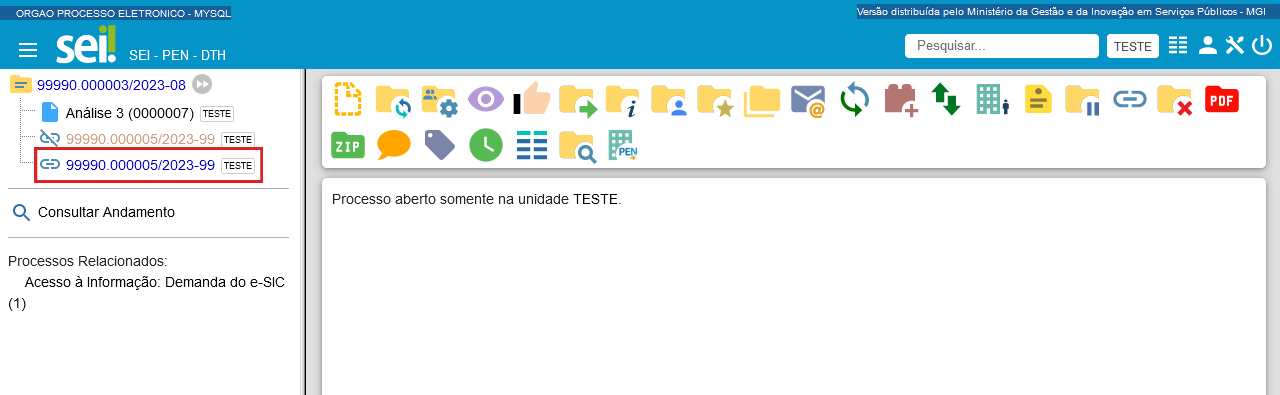 ORGAO PROCESSO ELETRONICO - MYSQL
Versão distribuída pelo Ministério da Gestão e da Inovação em Serviços Públicos - MGI
sei!
SEI - PEN - DTH
Pesquisar...
TESTE
99990.000003/2023-08
Análise 3 (0000007) TESTE
99990.000005/2023-99 TESTE
99990.000005/2023-99 TESTE
Consultar Andamento
Processos Relacionados:
Acesso à Informação: Demanda do e-SIC
(1)
PDF
ZIP
PEN
Processo aberto somente na unidade TESTE.